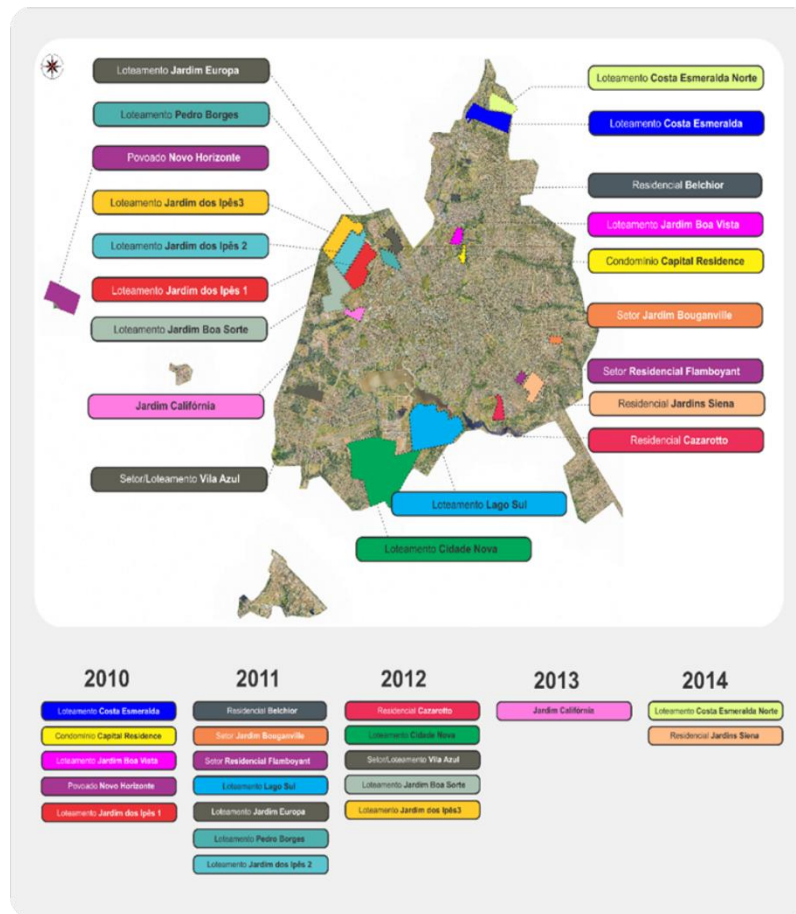 Loteamento Jardim Europa
Loteamento Pedro Borges
Povoado Novo Horizonte
Loteamento Jardim dos Ipês3
Loteamento Jardim dos Ipês 2
Loteamento Jardim dos Ipês 1
Loteamento Jardim Boa Sorte
Jardim Califórnia
Setor/Loteamento Vila Azul
Loteamento Costa Esmeralda Norte
Loteamento Costa Esmeralda
Residencial Belchior
Loteamento Jardim Boa Vista
Condomínio Capital Residence
Setor Jardim Bouganville
Setor Residencial Flamboyant
Residencial Jardins Siena
Residencial Cazarotto
Loteamento Lago Sul
Loteamento Cidade Nova
2010
Loteamento Costa Esmeralda
Condomínio Capital Residence
Loteamento Jardim Boa Vista
Povoado Novo Horizonte
Loteamento Jardim dos Ipês 1
2011
Residencial Belchior
Setor Jardim Bouganville
Setor Residencial Flamboyant
Loteamento Lago Sul
Loteamento Jardim Europa
Loteamento Pedro Borges
Loteamento Jardim dos Ipês 2
2012
Residencial Cazarotto
Loteamento Cidade Nova
Setor/Loteamento Vila Azul
Loteamento Jardim Boa Sorte
Loteamento Jardim dos Ipês3
2013
Jardim Califórnia
2014
Loteamento Costa Esmeralda Norte
Residencial Jardins Siena